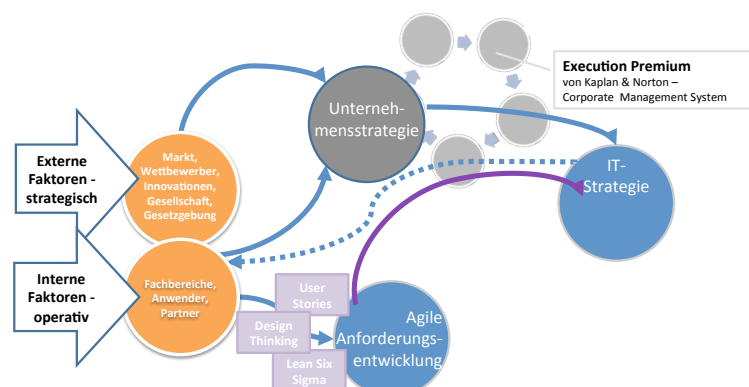 Execution Premium
von Kaplan & Norton –
Corporate Management System
Unterneh-
mensstrategie
Externe
Faktoren -
strategisch
Markt,
Wettbewerber,
Innovationen,
Gesellschaft,
Gesetzgebung
IT-
Strategie
Interne
Faktoren -
operativ
Fachbereiche,
Anwender,
Partner
User
Stories
Design
Thinking
Lean Six
Sigma
Agile
Anforderungs-
entwicklung